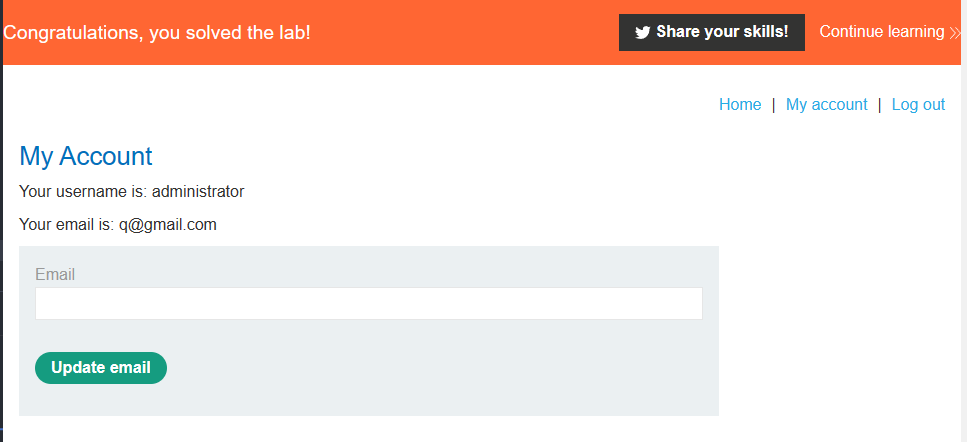 Congratulations, you solved the lab!
Share your skills!
Continue learning
Home | My account | Log out
My Account
Your username is: administrator
Your email is: q@gmail.com
Email
Update email